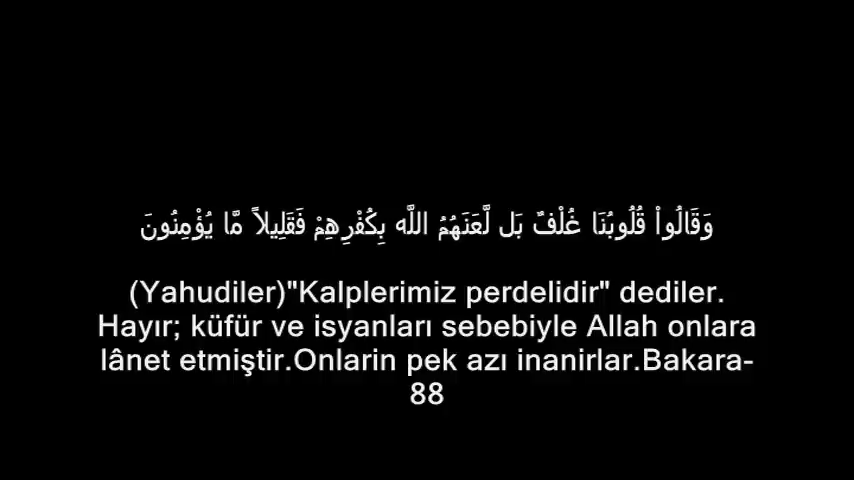 وَقَالُواْ قُلُوبُنَا غُلْفٌ بَل لَّعَنَهُمُ اللَّه بِكُفْرِهِمْ فَقَلِيلاً مَّا يُؤْمِنُونَ
(Yahudiler)"Kalplerimiz perdelidir" dediler.
Hayır; küfür ve isyanları sebebiyle Allah onlara
lânet etmiştir.Onlarin pek azı inanirlar.Bakara-
88